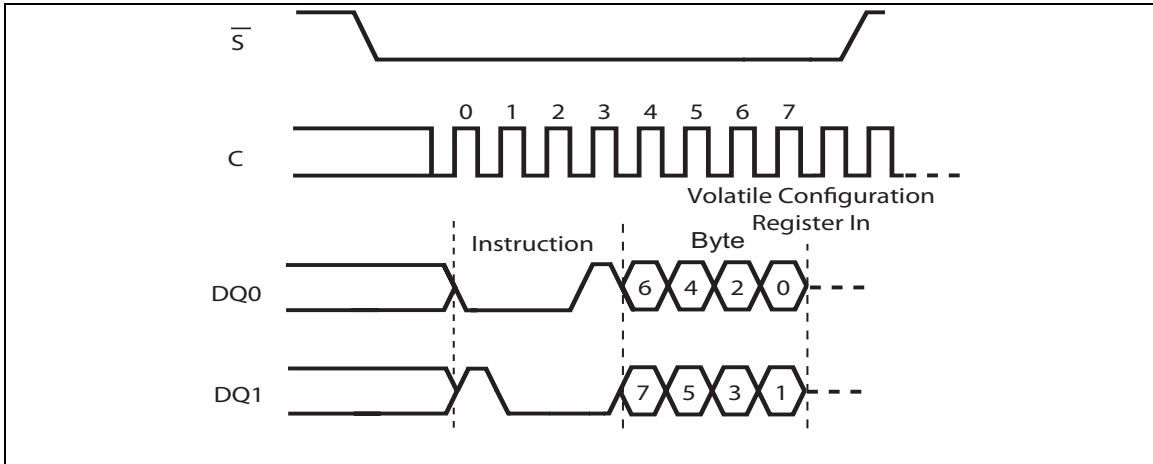 S
0 1 2 3 4 5 6 7
C
Volatile Configuration
Register In
Instruction
Byte
DQ0
6 4 2 0
DQ1
7 5 3 1